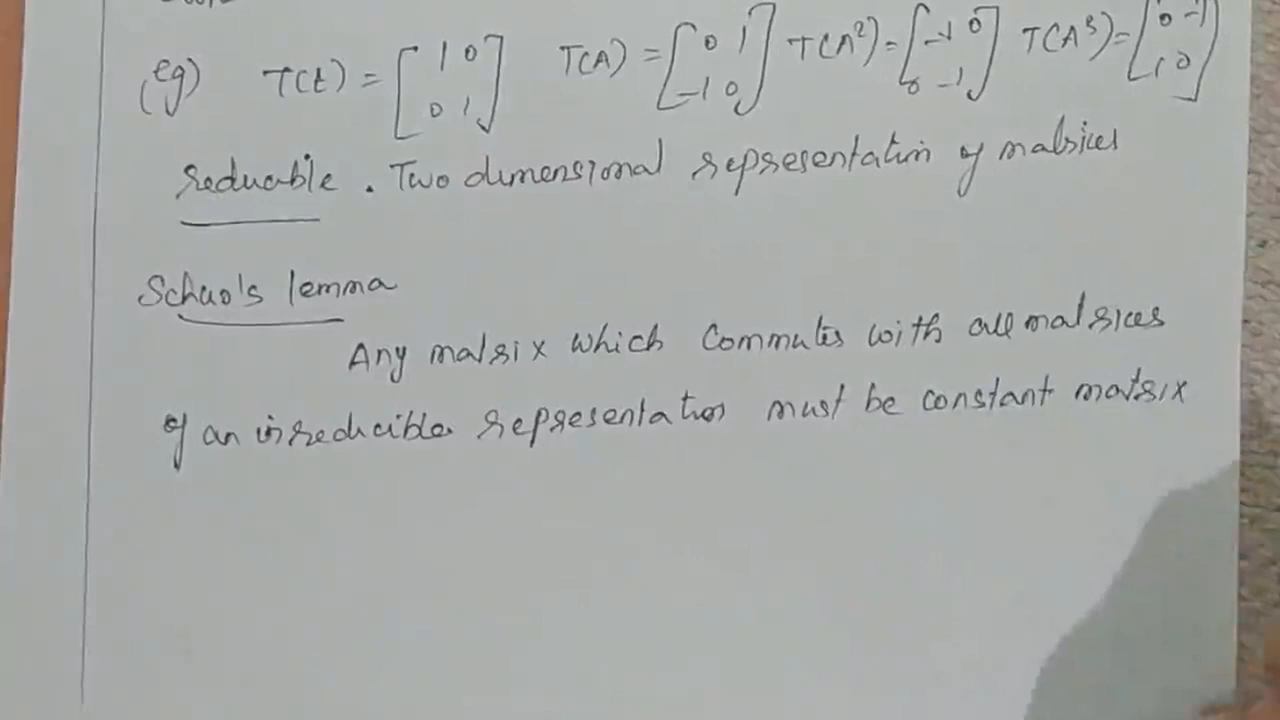 (eg) T(E) = [1 0 0 1] T(A) = [0 1 -1 0] T(A²) = [-1 0 0 -1] T(A³) = [0 -1 1 0]
reducable . Two dimensional representation of matrices
Schur's lemma
Any matrix which commutes with all matrices
of an irreducible representation must be constant matrix